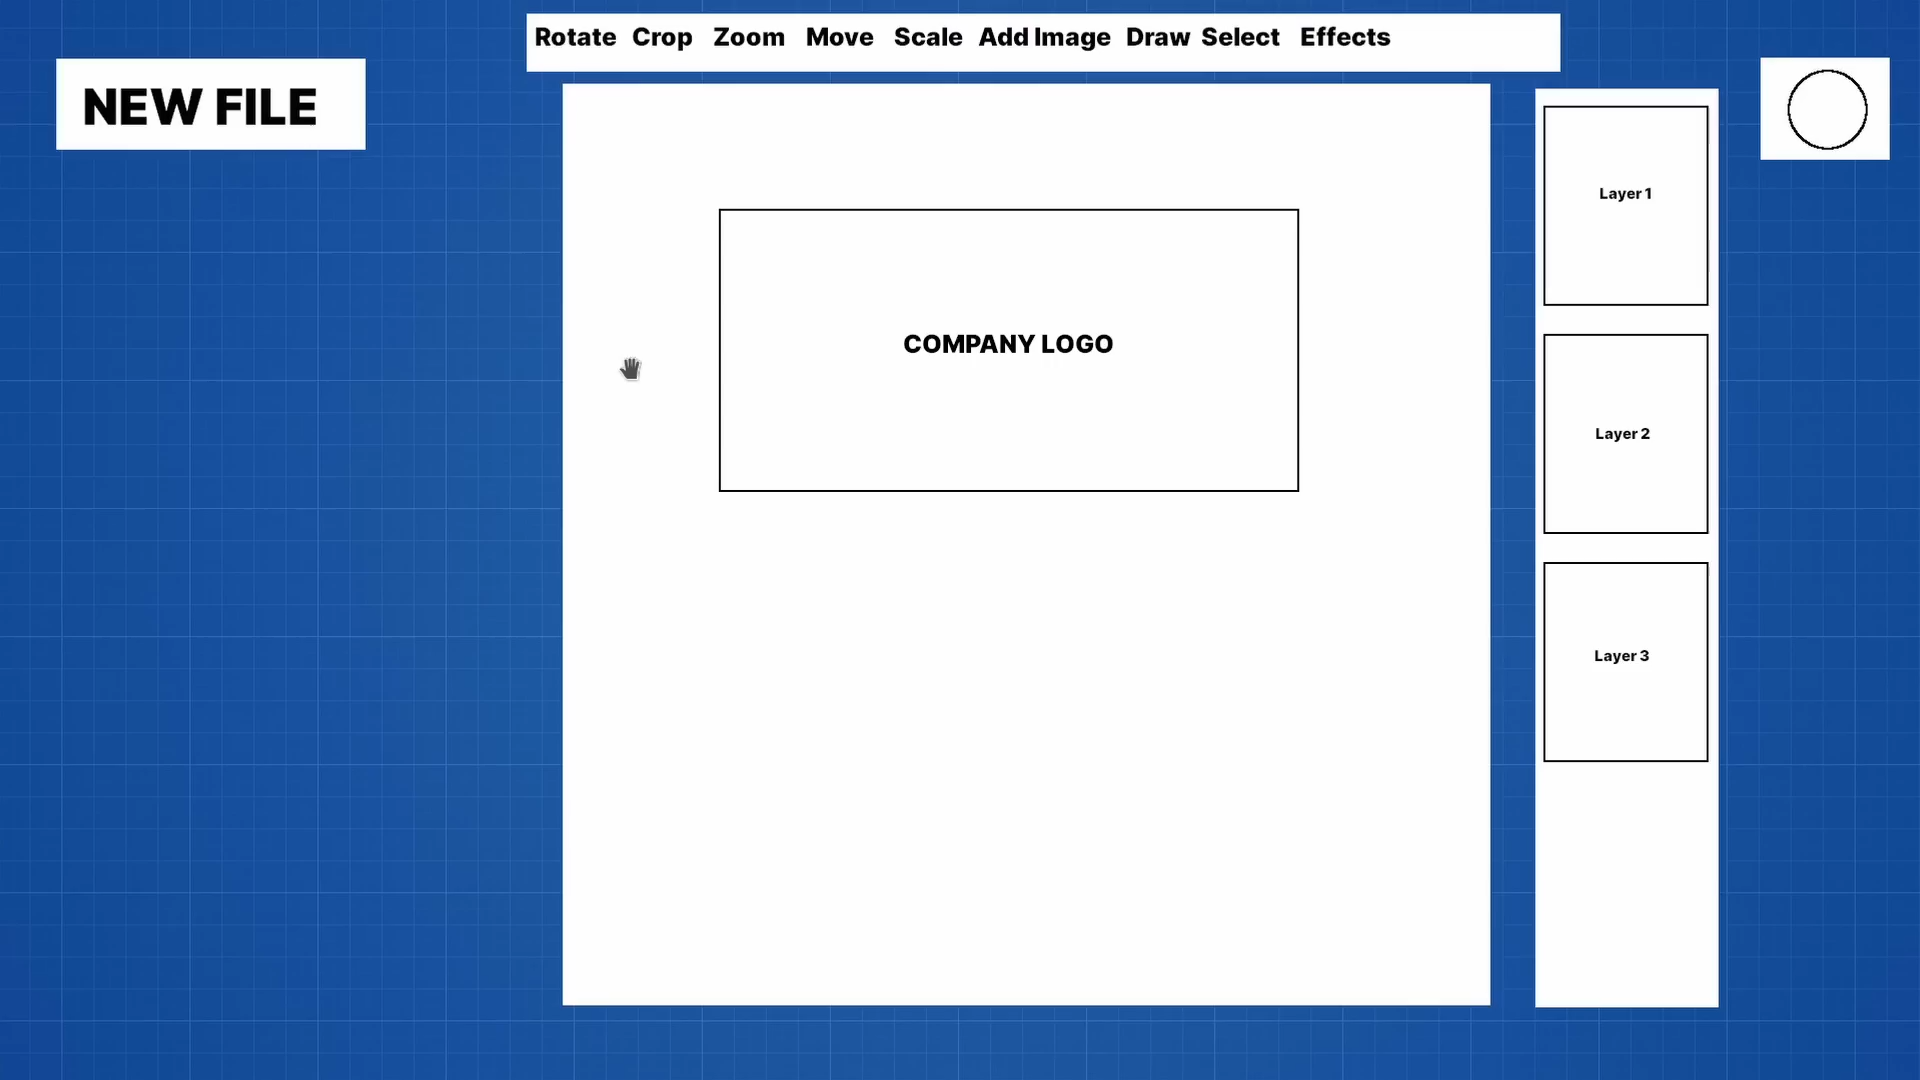 Rotate Crop Zoom Move Scale Add Image Draw Select Effects
NEW FILE
COMPANY LOGO
Layer 1
Layer 2
Layer 3